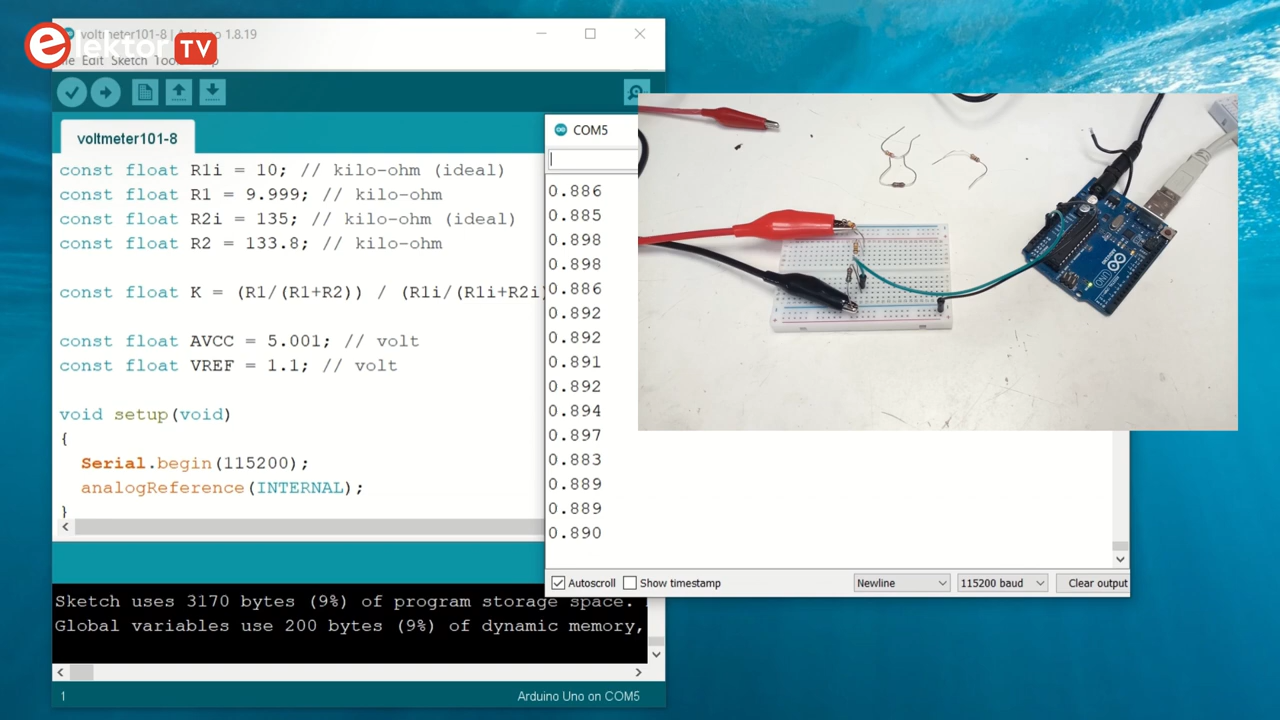 elektor TV
voltmeter101-8 | Arduino 1.8.19
Edit Sketch
voltmeter101-8
const float R1i = 10; // kilo-ohm (ideal)
const float R1 = 9.999; // kilo-ohm
const float R2i = 135; // kilo-ohm (ideal)
const float R2 = 133.8; // kilo-ohm
const float K = (R1/(R1+R2)) / (R1i/(R1i+R2i)
const float AVCC = 5.001; // volt
const float VREF = 1.1; // volt
void setup(void)
{
Serial.begin(115200);
analogReference(INTERNAL);
}
Sketch uses 3170 bytes (9%) of program storage space.
Global variables use 200 bytes (9%) of dynamic memory,
1
Arduino Uno on COM5
COM5
0.886
0.885
0.898
0.898
0.886
0.892
0.892
0.891
0.892
0.894
0.897
0.883
0.889
0.889
0.890
Autoscroll Show timestamp Newline 115200 baud Clear output